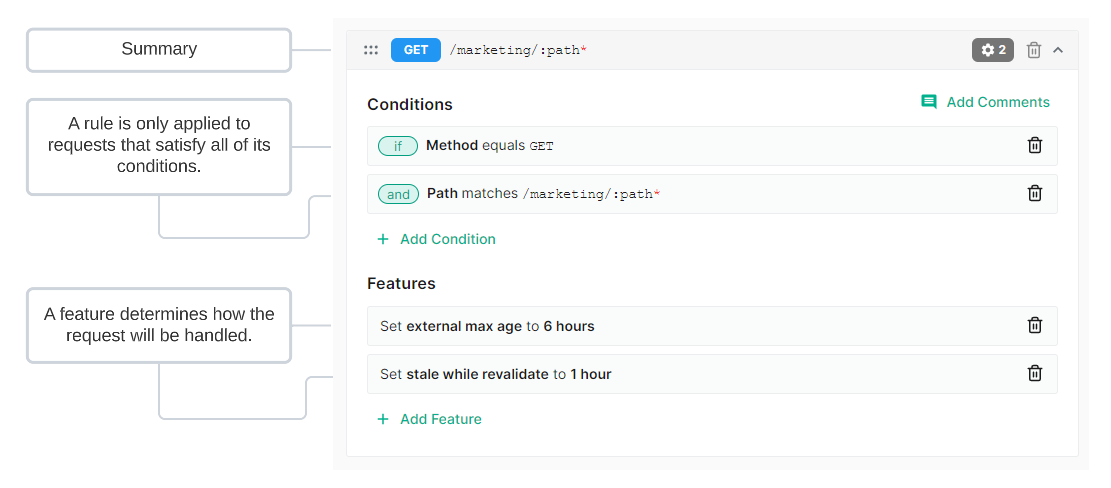 Summary
GET /marketing/:path* 2
A rule is only applied to
requests that satisfy all of its
conditions.
Conditions
Add Comments
if Method equals GET
and Path matches /marketing/:path*
+ Add Condition
Features
A feature determines how the
request will be handled.
Set external max age to 6 hours
Set stale while revalidate to 1 hour
+ Add Feature